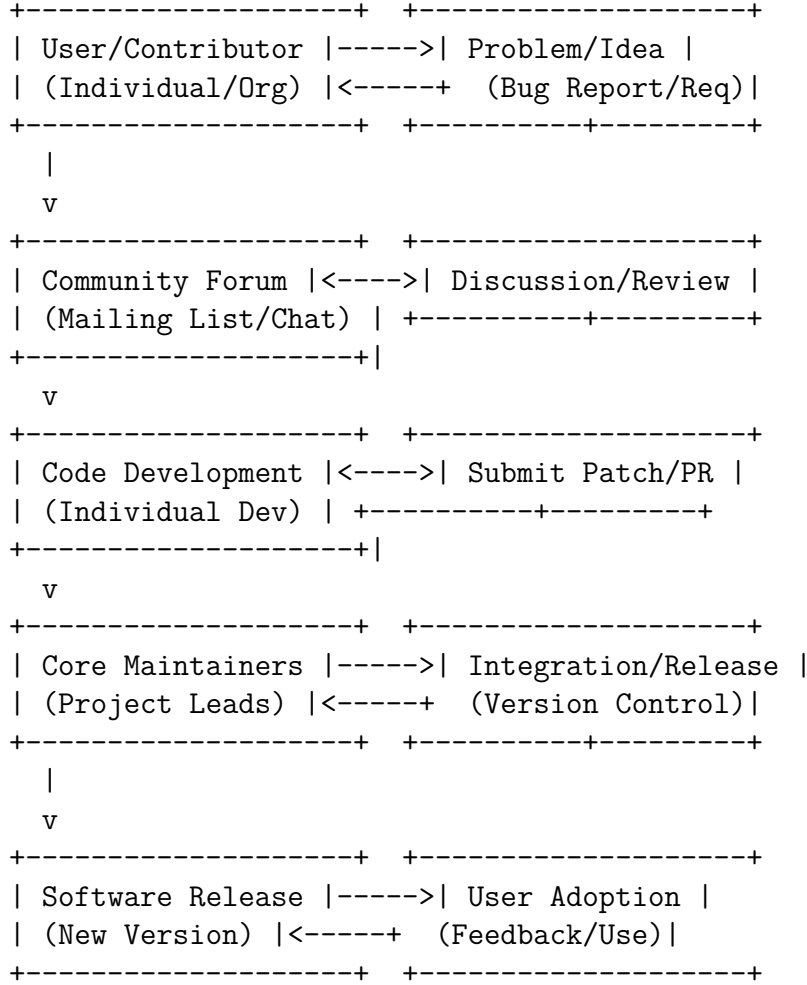 +--------------------+  +--------------------+
| User/Contributor |----->| Problem/Idea |
| (Individual/Org) |<-----+  (Bug Report/Req)|
+--------------------+  +----------+---------+
  |
  v
+--------------------+  +--------------------+
| Community Forum |<---->| Discussion/Review |
| (Mailing List/Chat) | +----------+---------+
+--------------------+|
  v
+--------------------+  +--------------------+
| Code Development |<---->| Submit Patch/PR |
| (Individual Dev) | +----------+---------+
+--------------------+|
  v
+--------------------+  +--------------------+
| Core Maintainers |----->| Integration/Release |
| (Project Leads) |<-----+  (Version Control)|
+--------------------+  +----------+---------+
  |
  v
+--------------------+  +--------------------+
| Software Release |----->| User Adoption |
| (New Version) |<-----+  (Feedback/Use)|
+--------------------+  +--------------------+